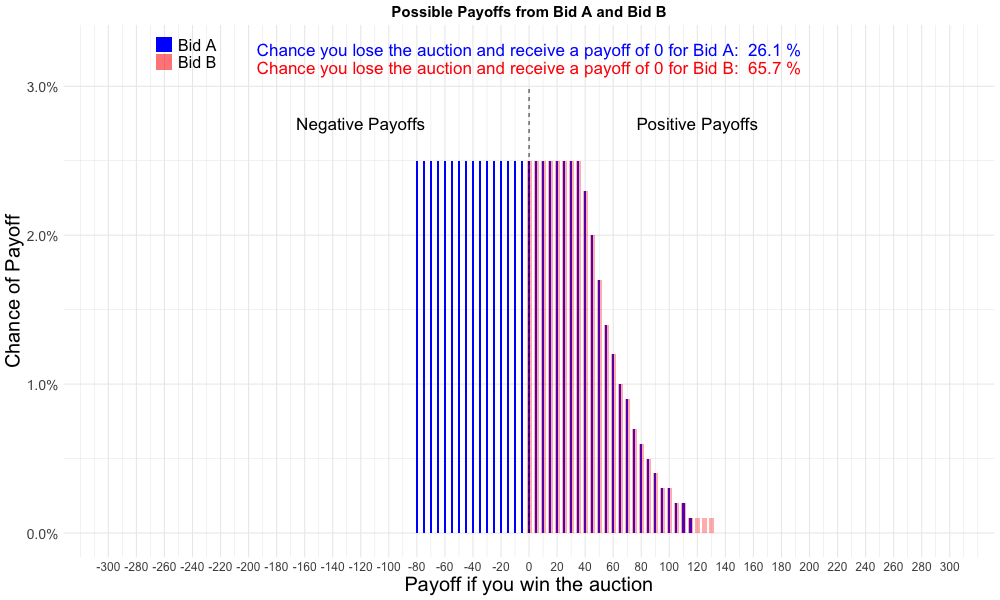 Possible Payoffs from Bid A and Bid B
Bid A
Bid B
Chance you lose the auction and receive a payoff of 0 for Bid A: 26.1 %
Chance you lose the auction and receive a payoff of 0 for Bid B: 65.7 %
Negative Payoffs
Positive Payoffs
Chance of Payoff
3.0%
2.0%
1.0%
0.0%
-300 -280 -260 -240 -220 -200 -180 -160 -140 -120 -100 -80 -60 -40 -20 0 20 40 60 80 100 120 140 160 180 200 220 240 260 280 300
Payoff if you win the auction